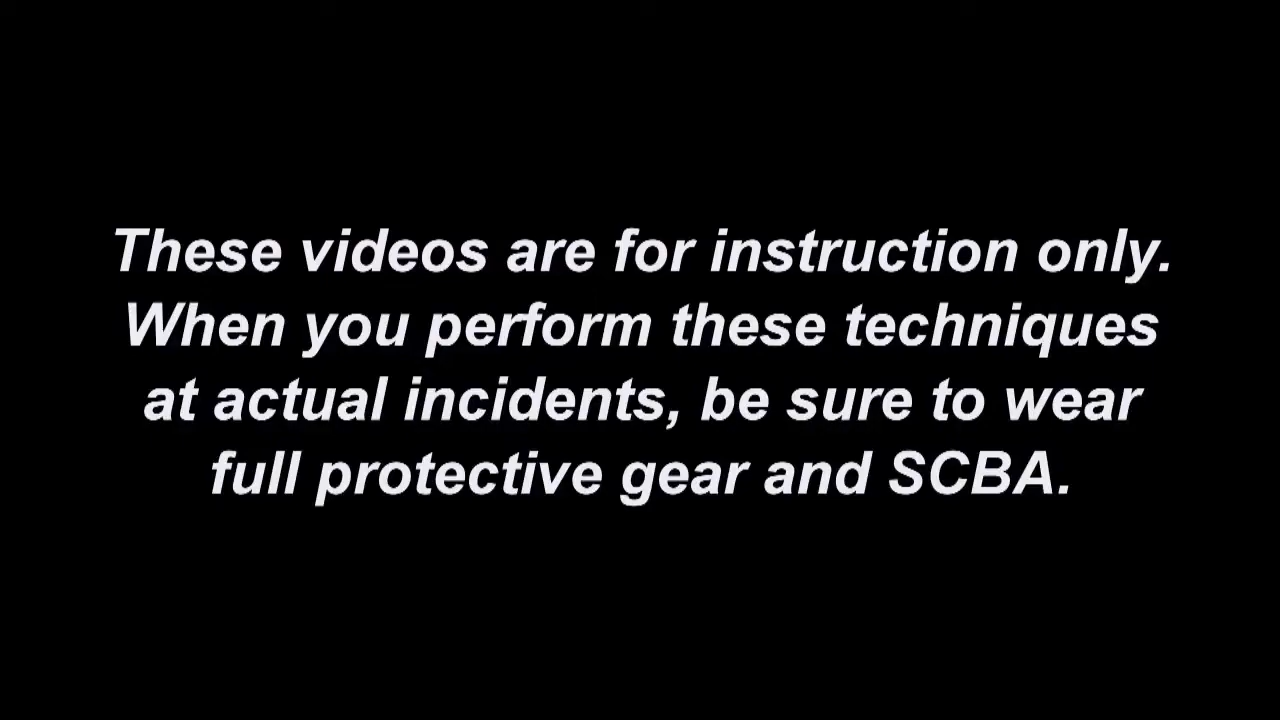 These videos are for instruction only.
When you perform these techniques
at actual incidents, be sure to wear
full protective gear and SCBA.